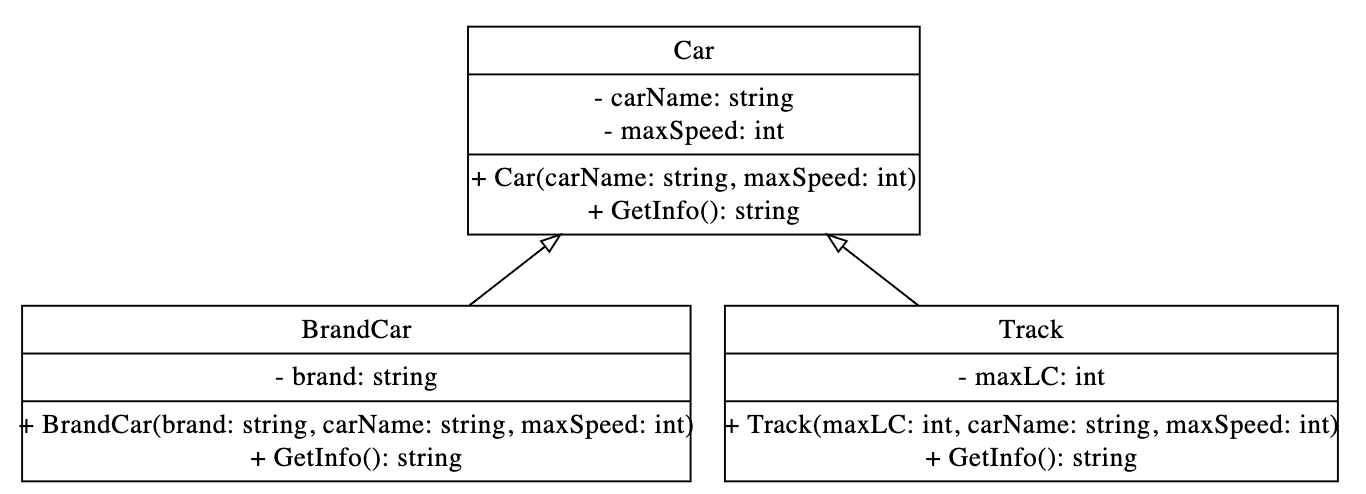 Car
- carName: string
- maxSpeed: int
+ Car(carName: string, maxSpeed: int)
+ GetInfo(): string
BrandCar
- brand: string
+ BrandCar(brand: string, carName: string, maxSpeed: int)
+ GetInfo(): string
Track
- maxLC: int
+ Track(maxLC: int, carName: string, maxSpeed: int)
+ GetInfo(): string